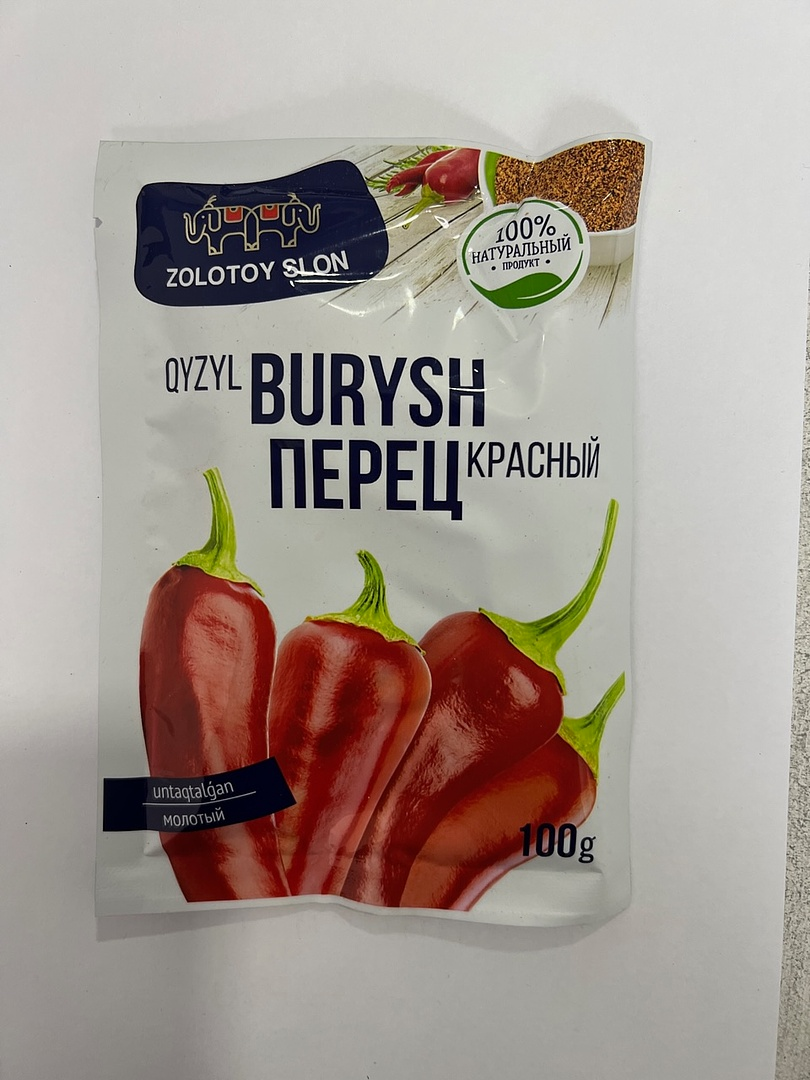 ZOLOTOY SLON
100%
НАТУРАЛЬНЫЙ
• ПРОДУКТ •
QYZYL BURYSH
ПЕРЕЦ КРАСНЫЙ
untaqtalǵan
МОЛОТЫЙ
100g